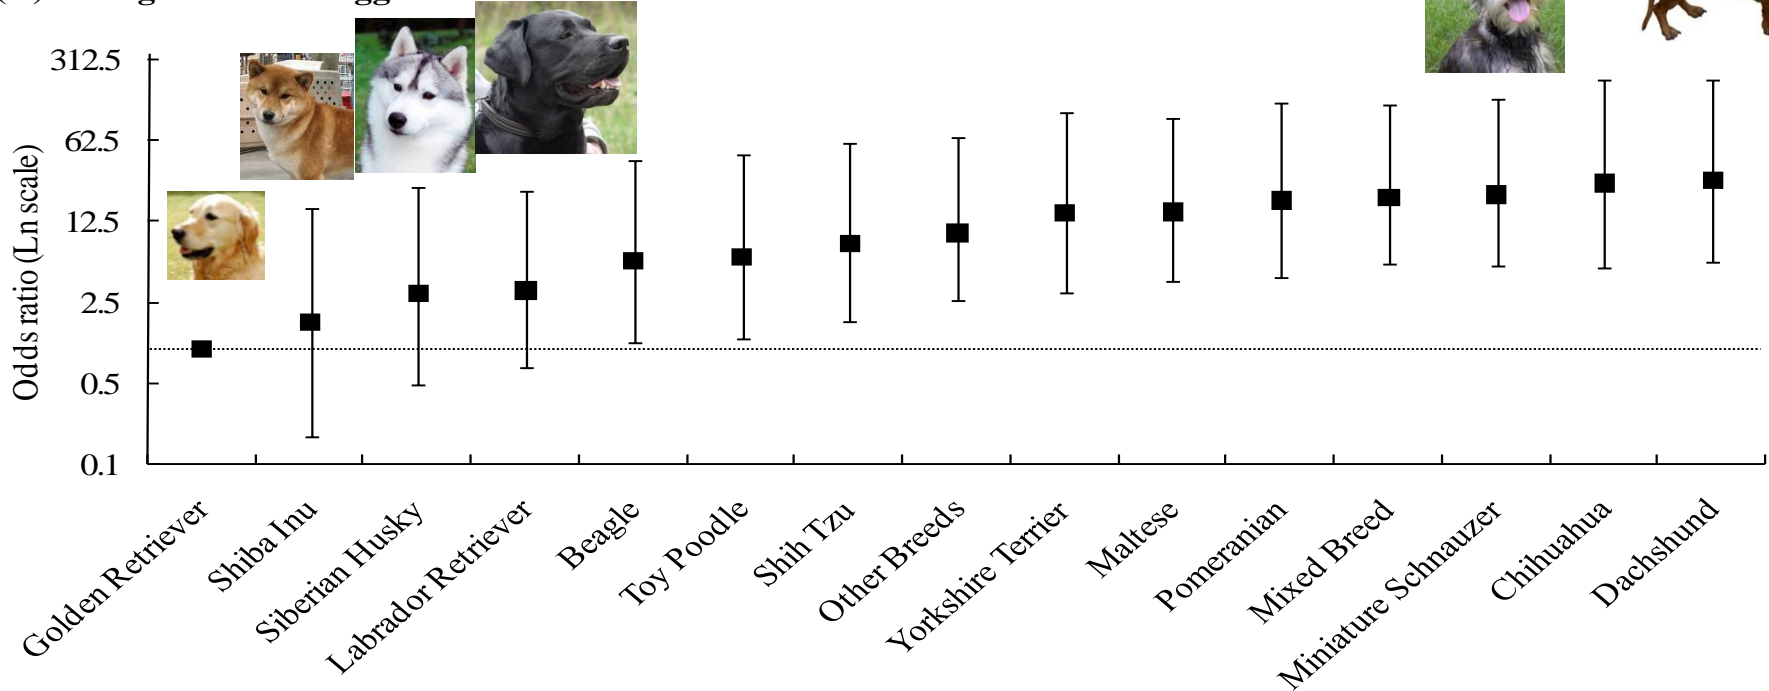 312.5
62.5
12.5
2.5
0.5
0.1
Odds ratio (Ln scale)
Golden Retriever
Shiba Inu
Siberian Husky
Labrador Retriever
Beagle
Toy Poodle
Shih Tzu
Other Breeds
Yorkshire Terrier
Maltese
Pomeranian
Mixed Breed
Miniature Schnauzer
Chihuahua
Dachshund